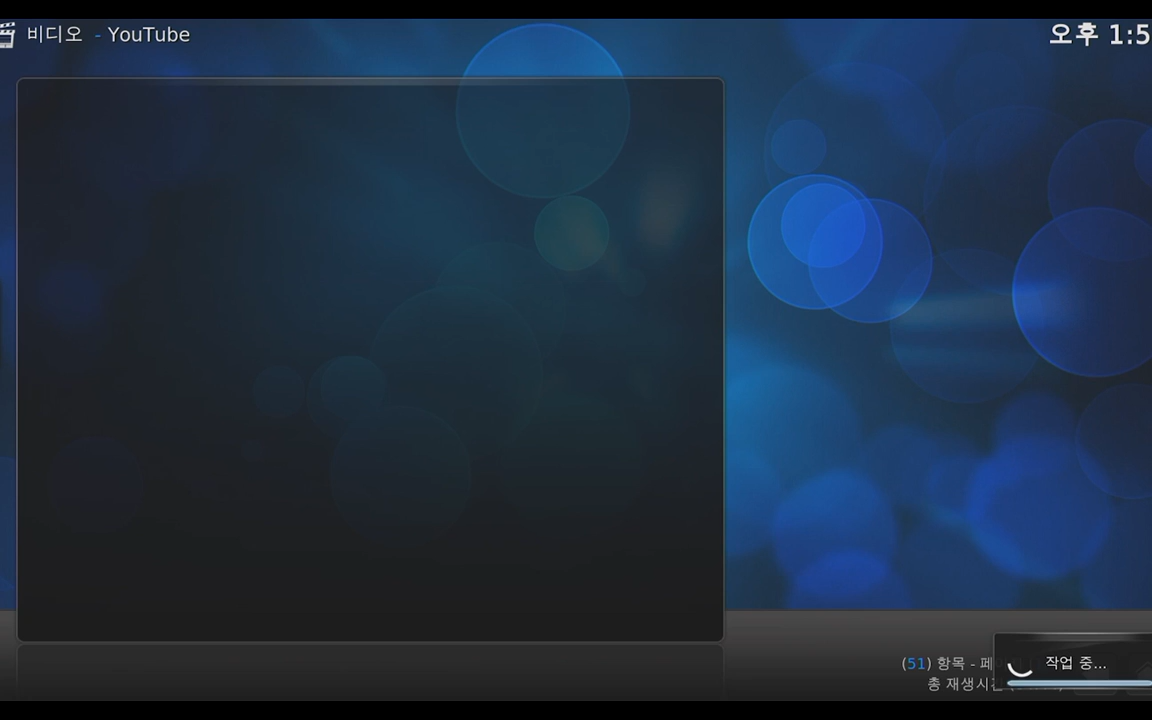 비디오 - YouTube
오후 1:5
(51) 항목 - 페
작업 중...
총 재생시간